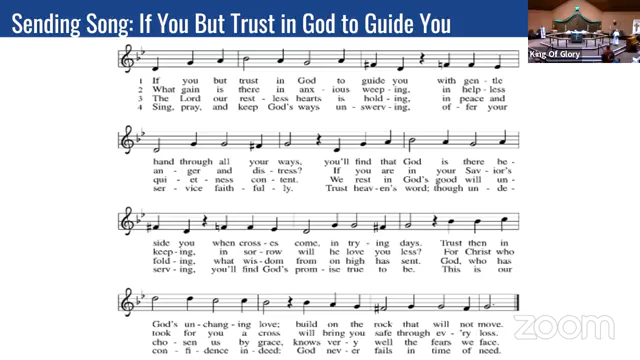 Sending Song: If You But Trust in God to Guide You
King Of Glory
1 If you but trust in God to guide you with gen - tle
2 What gain is there in anx - ious weep - ing, in help - less
3 The Lord our rest - less hearts is hold - ing, in peace and
4 Sing, pray, and keep God's ways un - swerv - ing, of - fer your
hand through all your ways, you'll find that God is there be -
an - ger and dis - tress? If you are in your Sav - ior's
qui - et - ness con - tent. We rest in God's good will un -
ser - vice faith - ful - ly. Trust heav - en's word; though un - de -
side you when cross - es come, in try - ing days. Trust then in
keep - ing, in sor - row will he love you less? For Christ who
fold - ing, what wis - dom from on high has sent. God, who has
serv - ing, you'll find God's prom - ise true to be. This is our
God's un - chang - ing love; build on the rock that will not move.
took for you a cross will bring you safe through ev - 'ry loss.
cho - sen us by grace, knows ver - y well the fears we face.
con - fi - dence in - deed: God nev - er fails in time of need.
zoom